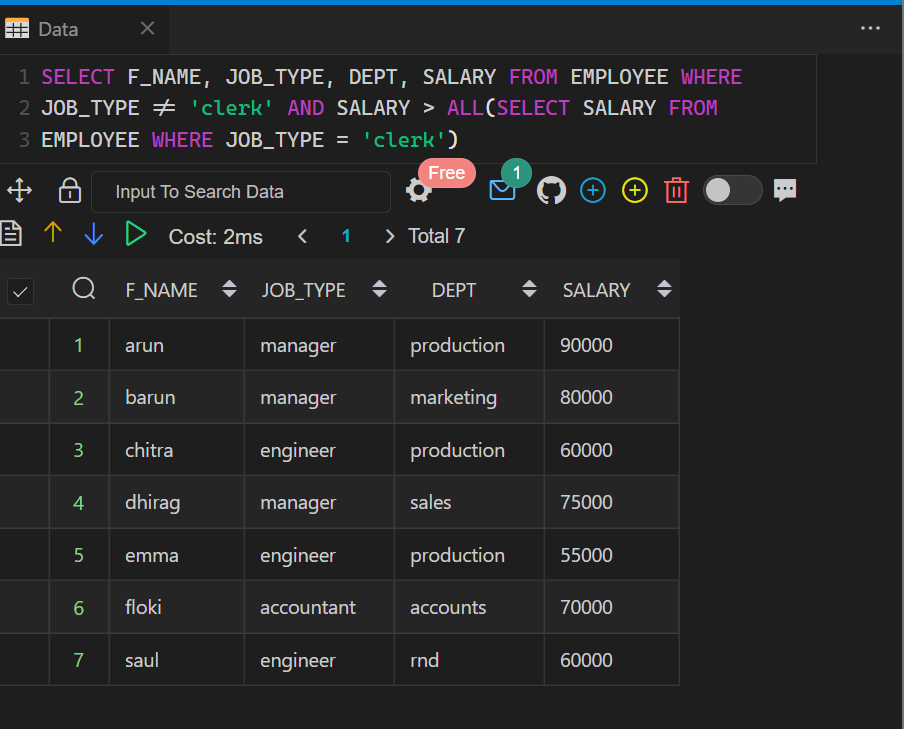 Data
1 SELECT F_NAME, JOB_TYPE, DEPT, SALARY FROM EMPLOYEE WHERE
2 JOB_TYPE ≠ 'clerk' AND SALARY > ALL(SELECT SALARY FROM
3 EMPLOYEE WHERE JOB_TYPE = 'clerk')
Input To Search Data Free 1
Cost: 2ms 1 Total 7
F_NAME JOB_TYPE DEPT SALARY
1 arun manager production 90000
2 barun manager marketing 80000
3 chitra engineer production 60000
4 dhirag manager sales 75000
5 emma engineer production 55000
6 floki accountant accounts 70000
7 saul engineer rnd 60000